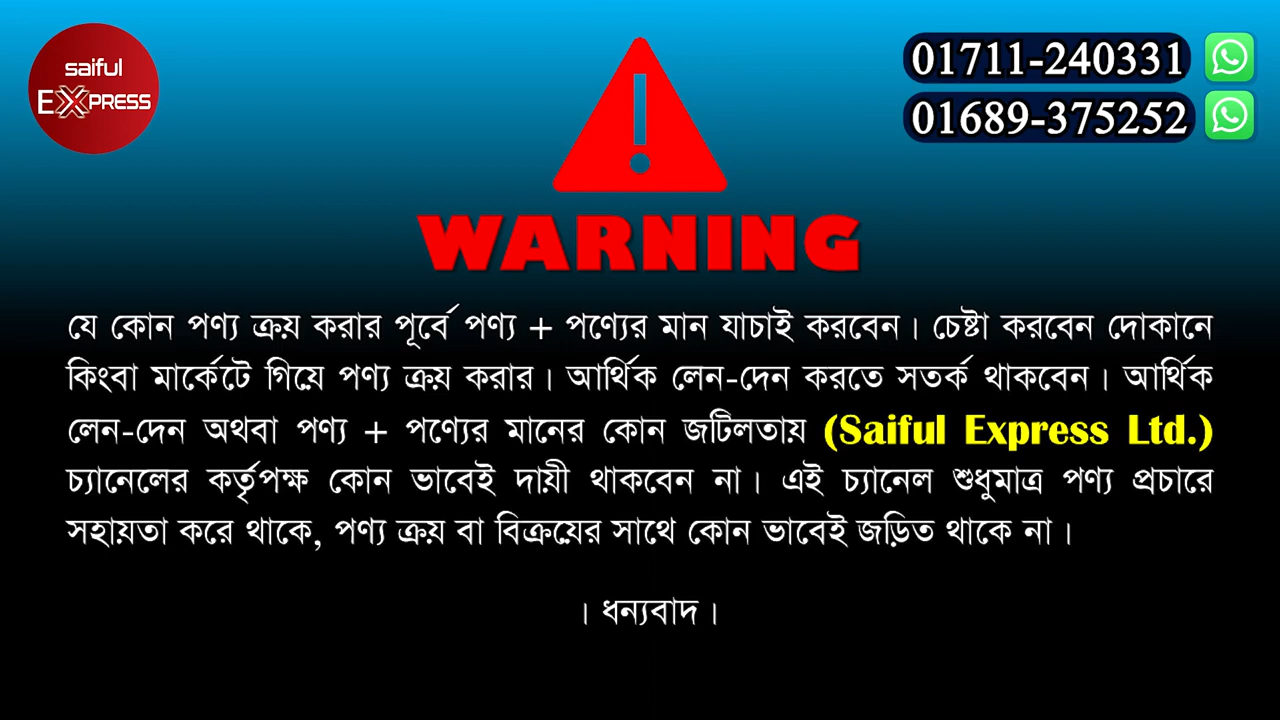 saiful
EXPRESS
01711-240331
01689-375252
WARNING
যে কোন পণ্য ক্রয় করার পূর্বে পণ্য + পণ্যের মান যাচাই করবেন। চেষ্টা করবেন দোকানে
কিংবা মার্কেটে গিয়ে পণ্য ক্রয় করার। আর্থিক লেন-দেন করতে সতর্ক থাকবেন। আর্থিক
লেন-দেন অথবা পণ্য + পণ্যের মানের কোন জটিলতায় (Saiful Express Ltd.)
চ্যানেলের কর্তৃপক্ষ কোন ভাবেই দায়ী থাকবেন না। এই চ্যানেল শুধুমাত্র পণ্য প্রচারে
সহায়তা করে থাকে, পণ্য ক্রয় বা বিক্রয়ের সাথে কোন ভাবেই জড়িত থাকে না।
। ধন্যবাদ।